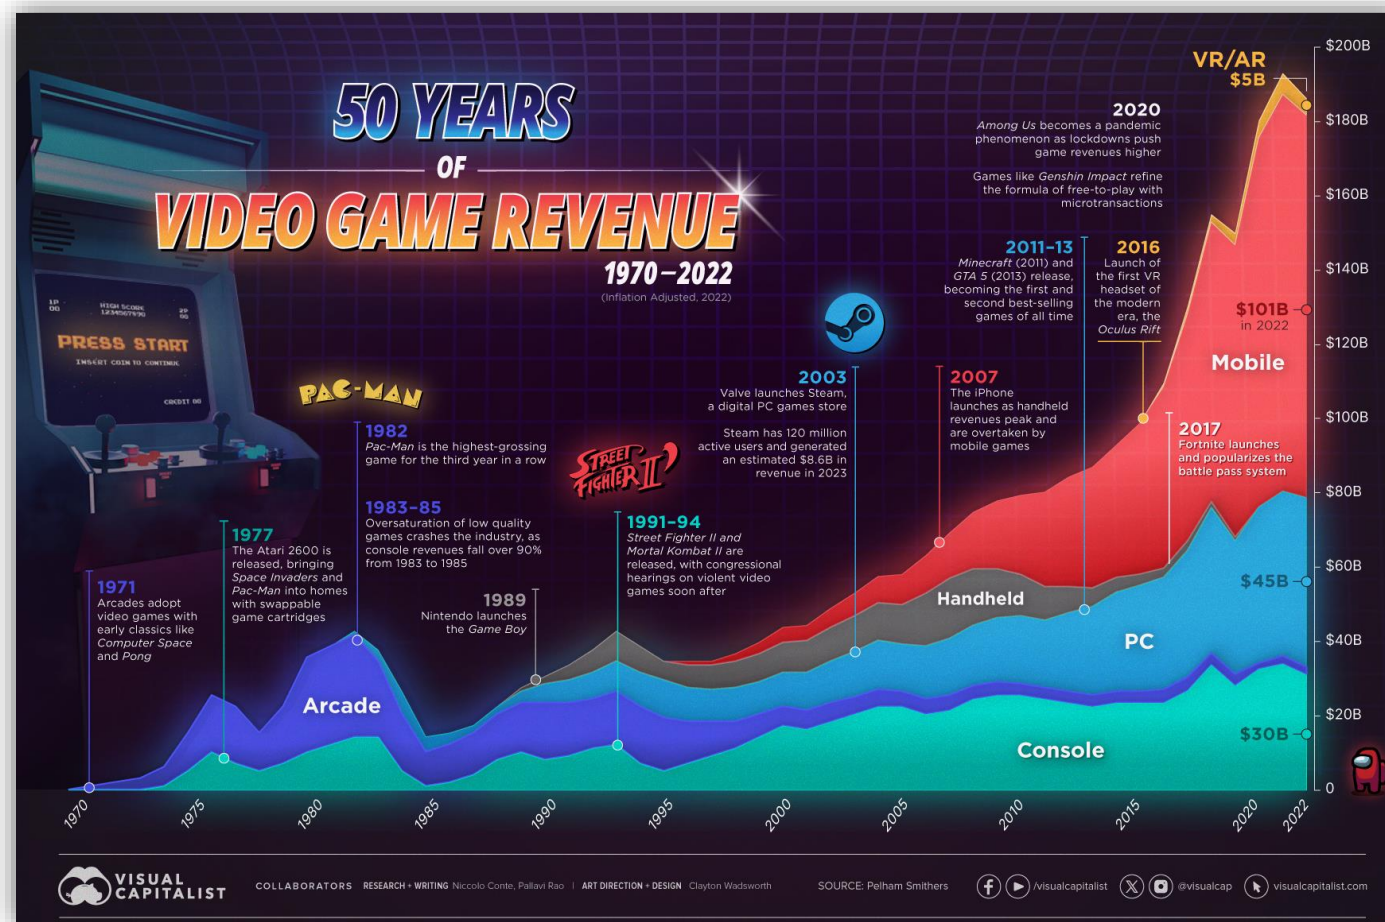 50 YEARS
OF
VIDEO GAME REVENUE
1970–2022
(Inflation Adjusted, 2022)
1P
00
HIGH SCORE
1234567890
2P
00
PRESS START
INSERT COIN TO CONTINUE
CREDIT 00
PAC-MAN
STREET
FIGHTER II
1971
Arcades adopt
video games with
early classics like
Computer Space
and Pong
1977
The Atari 2600 is
released, bringing
Space Invaders and
Pac-Man into homes
with swappable
game cartridges
1982
Pac-Man is the highest-grossing
game for the third year in a row
1983–85
Oversaturation of low quality
games crashes the industry, as
console revenues fall over 90%
from 1983 to 1985
1989
Nintendo launches
the Game Boy
1991–94
Street Fighter II and
Mortal Kombat II are
released, with congressional
hearings on violent video
games soon after
2003
Valve launches Steam,
a digital PC games store
Steam has 120 million
active users and generated
an estimated $8.6B in
revenue in 2023
2007
The iPhone
launches as handheld
revenues peak and
are overtaken by
mobile games
2011–13
Minecraft (2011) and
GTA 5 (2013) release,
becoming the first and
second best-selling
games of all time
2016
Launch of
the first VR
headset of
the modern
era, the
Oculus Rift
2017
Fortnite launches
and popularizes the
battle pass system
2020
Among Us becomes a pandemic
phenomenon as lockdowns push
game revenues higher
Games like Genshin Impact refine
the formula of free-to-play with
microtransactions
VR/AR
$5B
$101B
in 2022
Mobile
Handheld
$45B
PC
Arcade
$30B
Console
$200B
$180B
$160B
$140B
$120B
$100B
$80B
$60B
$40B
$20B
0
1970
1975
1980
1985
1990
1995
2000
2005
2010
2015
2020
2022
VISUAL
CAPITALIST
COLLABORATORS RESEARCH + WRITING Niccolo Conte, Pallavi Rao | ART DIRECTION + DESIGN Clayton Wadsworth
SOURCE: Pelham Smithers
/visualcapitalist
@visualcap
visualcapitalist.com